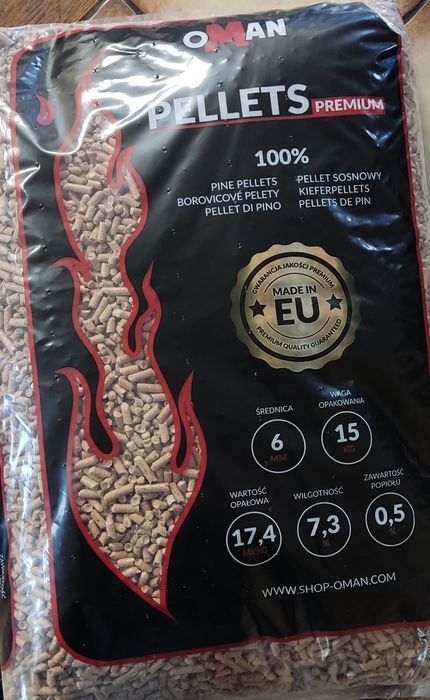 OMAN
PELLETS PREMIUM
100%
PINE PELLETS
BOROVICOVÉ PELETY
PELLET DI PINO
PELLET SOSNOWY
KIEFERPELLETS
PELLETS DE PIN
GWARANCJA JAKOŚCI PREMIUM
MADE IN
EU
PREMIUM QUALITY GUARANTEED
ŚREDNICA
6
MM
WAGA
OPAKOWANIA
15
KG
WARTOŚĆ
OPAŁOWA
17,4
MJ/KG
WILGOTNOŚĆ
7,3
%
ZAWARTOŚĆ
POPIOŁU
0,5
%
WWW.SHOP-OMAN.COM